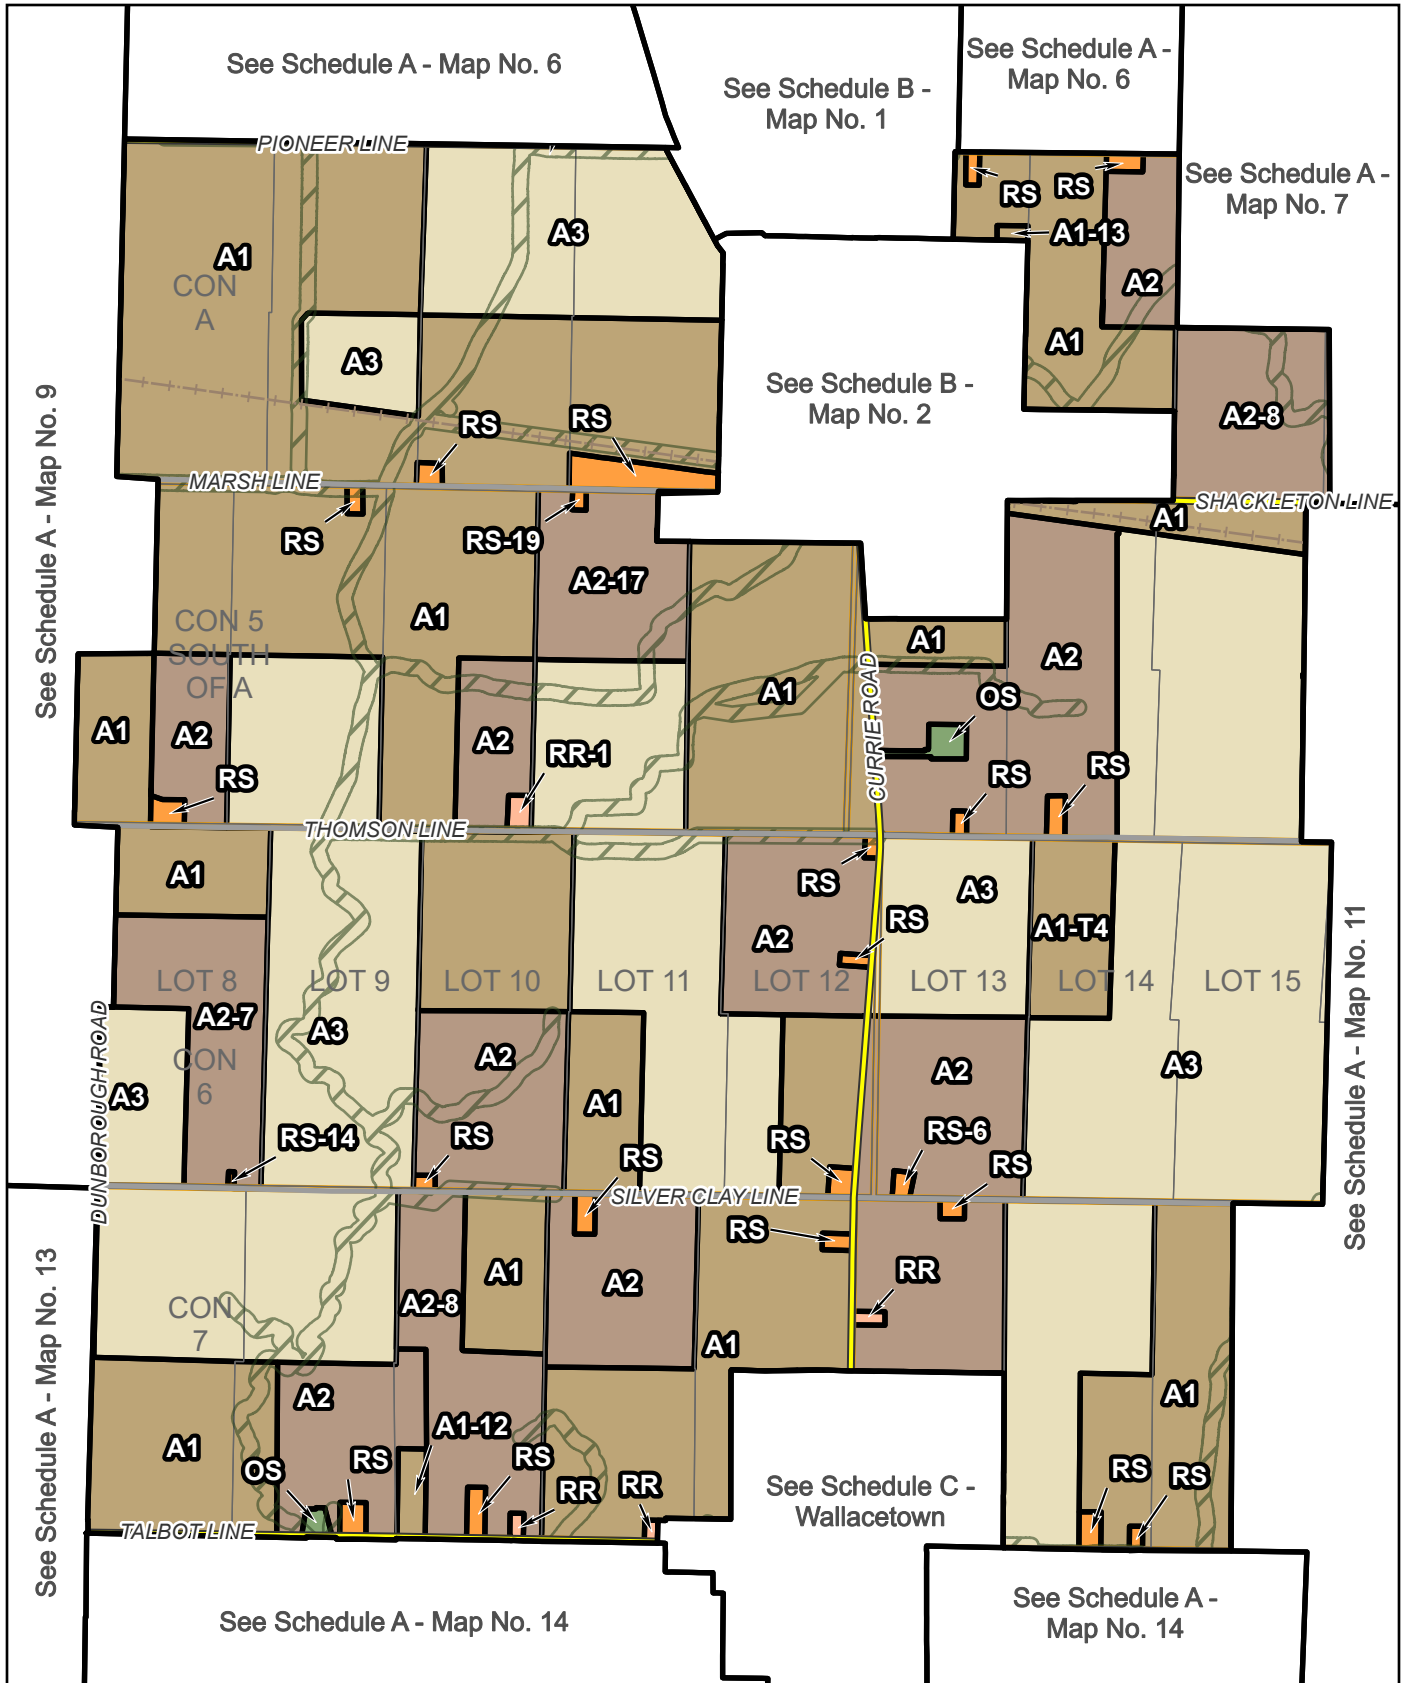 See Schedule A - Map No. 6
See Schedule B -
Map No. 1
See Schedule A -
Map No. 6
See Schedule A -
Map No. 7
PIONEER LINE
A1
CON
A
A3
A3
RS
RS
A1-13
A2
A1
A2-8
See Schedule B -
Map No. 2
See Schedule A - Map No. 9
RS
RS
MARSH LINE
RS
RS-19
SHACKLETON LINE
A1
A2-17
CON 5
SOUTH
OF A
A1
A1
A2
A1
A1
A2
A2
RR-1
RS
CURRIE ROAD
OS
RS
RS
THOMSON LINE
A1
RS
A3
RS
A2
A1-T4
LOT 8
LOT 9
LOT 10
LOT 11
LOT 12
LOT 13
LOT 14
LOT 15
A2-7
A3
A2
A3
CON
6
A2
A3
A1
DUNBOROUGH ROAD
RS-14
RS
RS
RS
RS-6
RS
SILVER CLAY LINE
See Schedule A - Map No. 11
RS
A1
A2
RR
A2-8
CON
7
A1
See Schedule A - Map No. 13
A2
A1
A1
A1-12
OS
RS
RS
RR
RR
RS
RS
TALBOT LINE
See Schedule C -
Wallacetown
See Schedule A - Map No. 14
See Schedule A -
Map No. 14